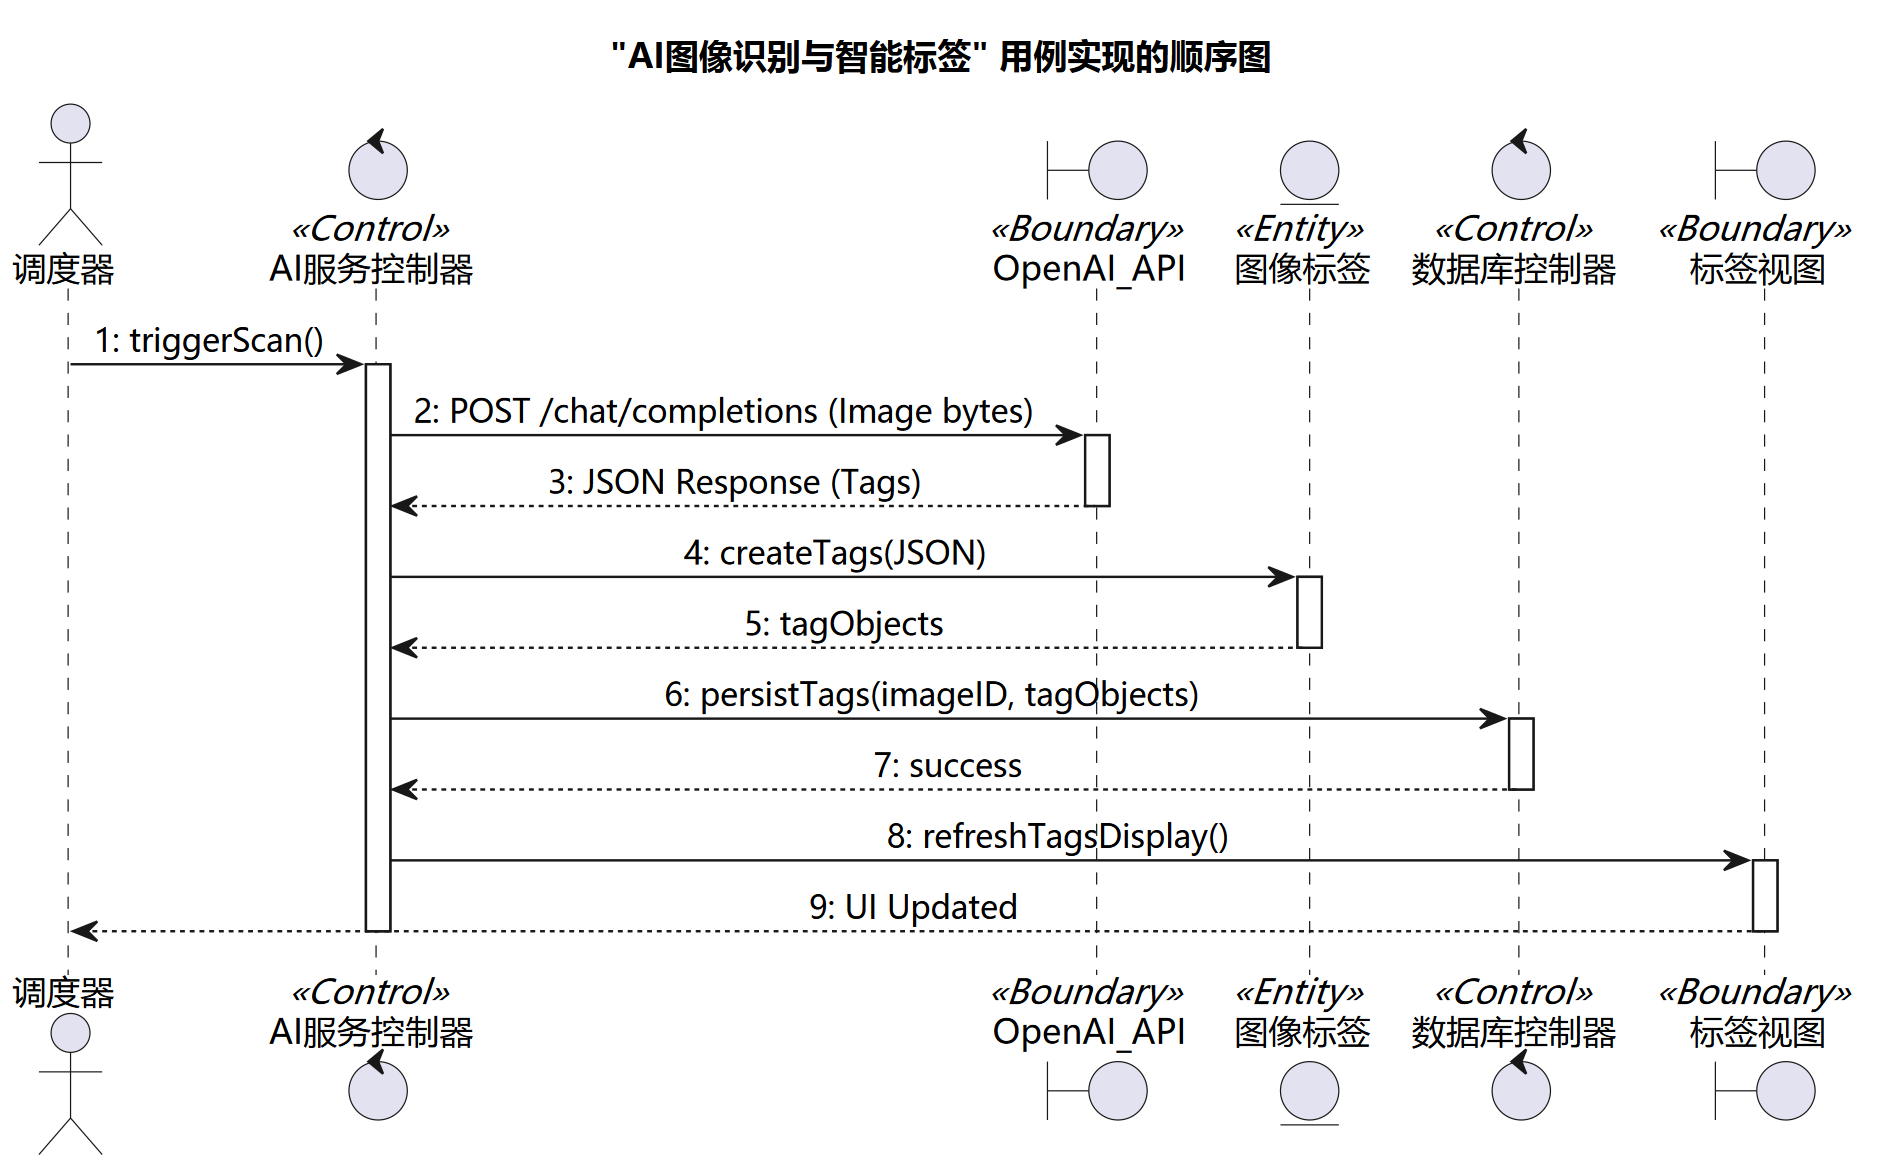 "AI图像识别与智能标签" 用例实现的顺序图
«Control» «Boundary» «Entity» «Control» «Boundary»
调度器 AI服务控制器 OpenAI_API 图像标签 数据库控制器 标签视图
1: triggerScan()
2: POST /chat/completions (Image bytes)
3: JSON Response (Tags)
4: createTags(JSON)
5: tagObjects
6: persistTags(imageID, tagObjects)
7: success
8: refreshTagsDisplay()
9: UI Updated
调度器 «Control» «Boundary» «Entity» «Control» «Boundary»
AI服务控制器 OpenAI_API 图像标签 数据库控制器 标签视图